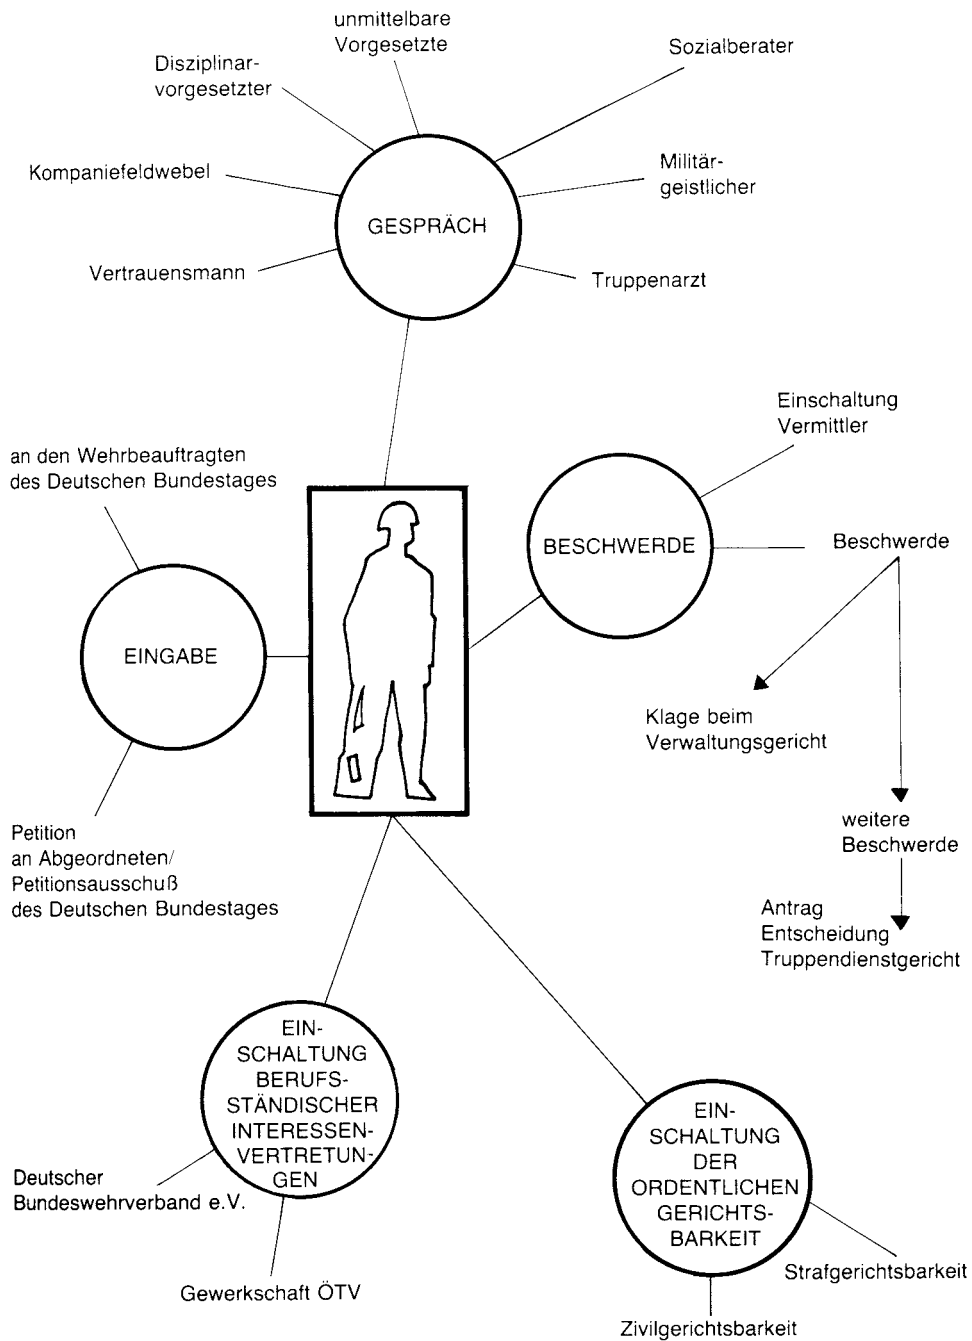 unmittelbare
Vorgesetzte
Sozialberater
Disziplinar-
vorgesetzter
Kompaniefeldwebel
Militär-
geistlicher
GESPRÄCH
Vertrauensmann
Truppenarzt
Einschaltung
Vermittler
an den Wehrbeauftragten
des Deutschen Bundestages
BESCHWERDE
Beschwerde
EINGABE
Klage beim
Verwaltungsgericht
Petition
an Abgeordneten/
Petitionsausschuß
des Deutschen Bundestages
weitere
Beschwerde
Antrag
Entscheidung
Truppendienstgericht
EIN-
SCHALTUNG
BERUFS-
STÄNDISCHER
INTERESSEN-
VERTRETUN-
GEN
Deutscher
Bundeswehrverband e.V.
Gewerkschaft ÖTV
EIN-
SCHALTUNG
DER
ORDENTLICHEN
GERICHTS-
BARKEIT
Strafgerichtsbarkeit
Zivilgerichtsbarkeit